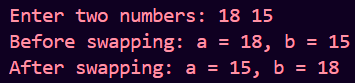 Enter two numbers: 18 15
Before swapping: a = 18, b = 15
After swapping: a = 15, b = 18